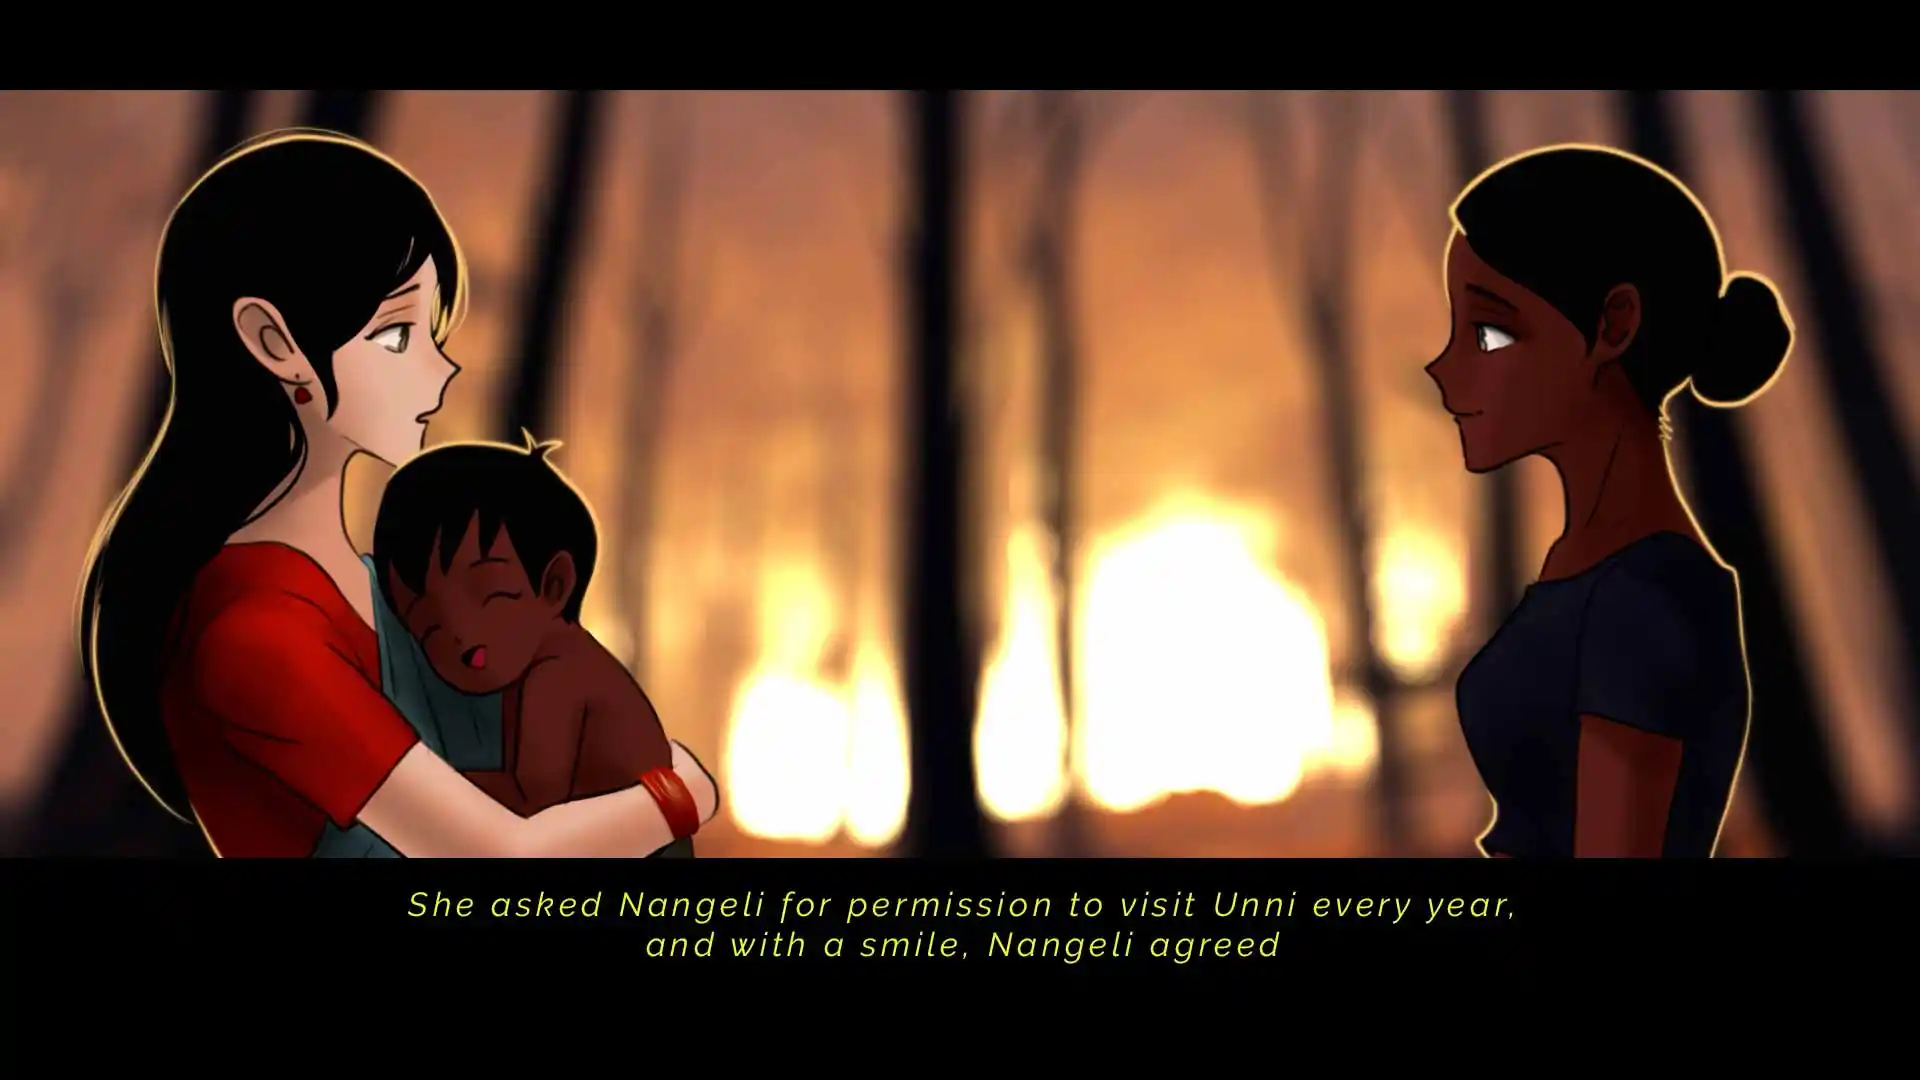 She asked Nangeli for permission to visit Unni every year,
and with a smile, Nangeli agreed